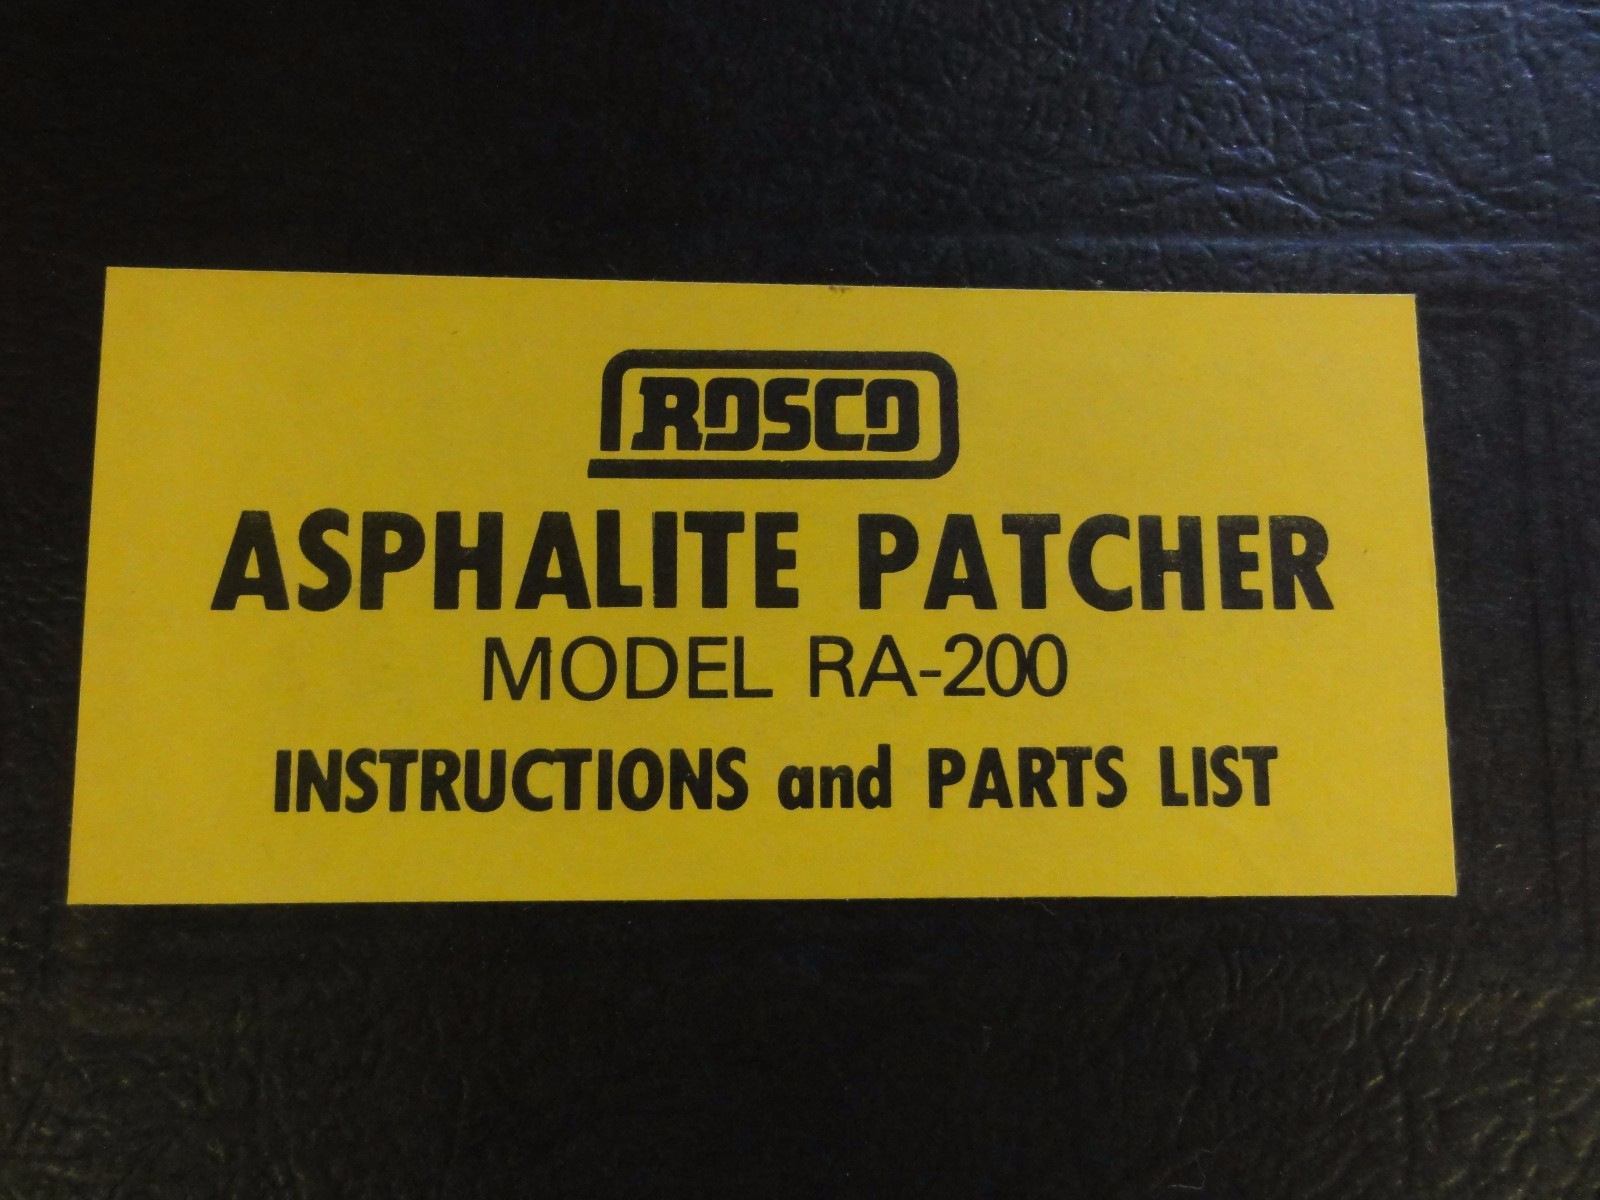 ROSCO
ASPHALITE PATCHER
MODEL RA-200
INSTRUCTIONS and PARTS LIST